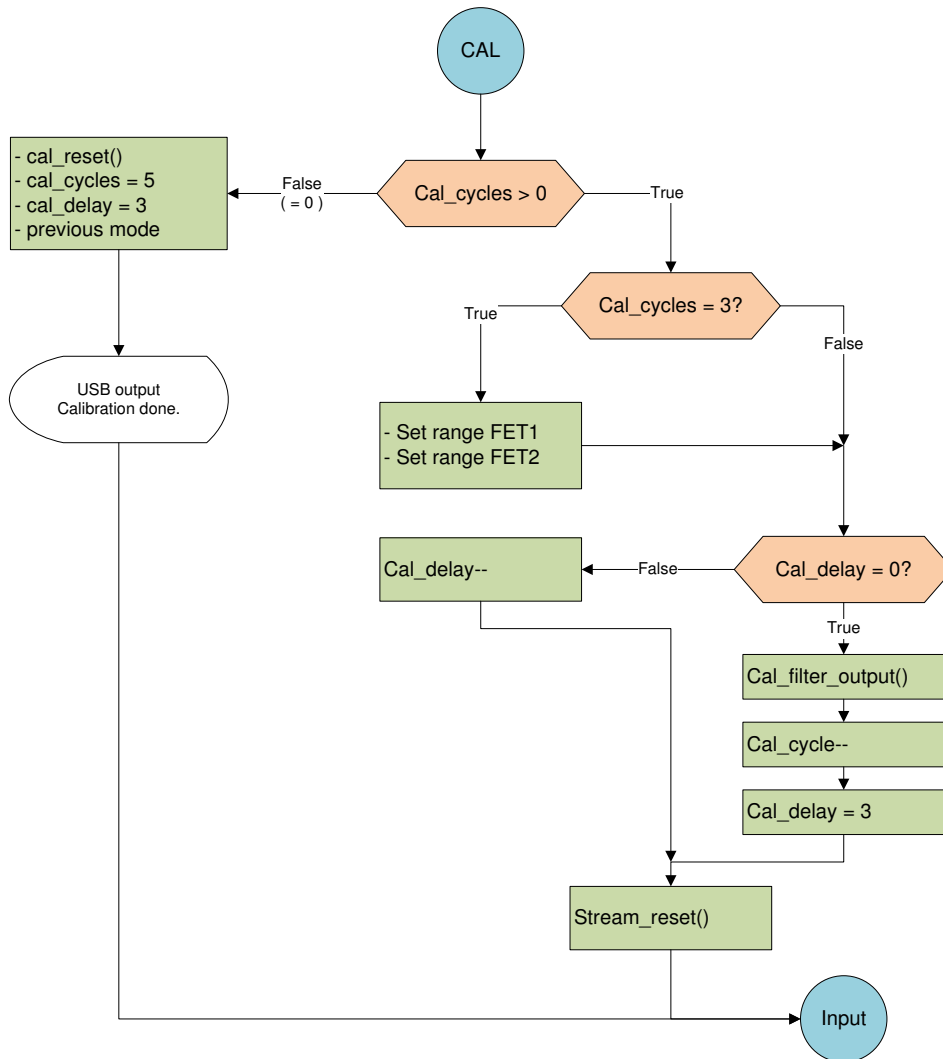 CAL
- cal_reset()
- cal_cycles = 5
- cal_delay = 3
- previous mode
False
( = 0 )
Cal_cycles > 0
True
Cal_cycles = 3?
True
False
USB output
Calibration done.
- Set range FET1
- Set range FET2
Cal_delay--
False
Cal_delay = 0?
True
Cal_filter_output()
Cal_cycle--
Cal_delay = 3
Stream_reset()
Input